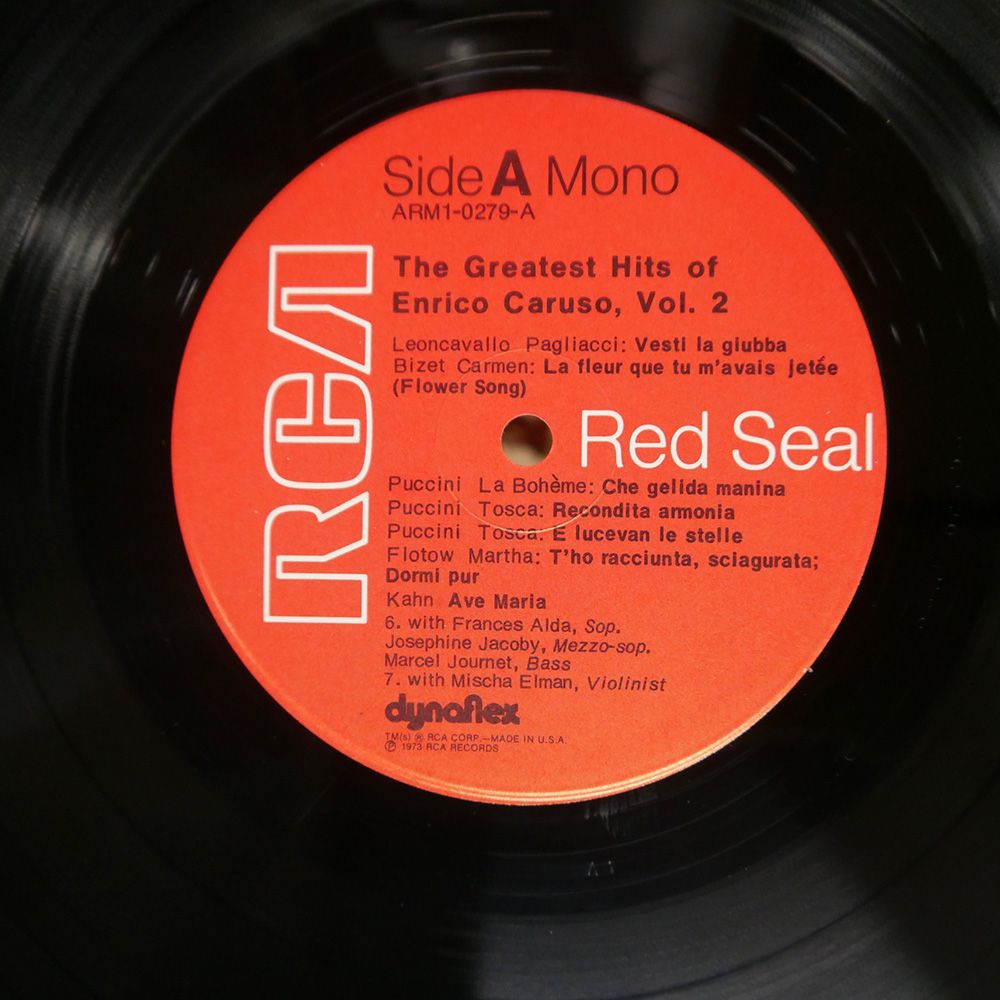 Side A Mono
ARM1-0279-A
The Greatest Hits of
Enrico Caruso, Vol. 2
Leoncavallo Pagliacci: Vesti la giubba
Bizet Carmen: La fleur que tu m'avais jetée
(Flower Song)
RCA
Red Seal
Puccini La Bohème: Che gelida manina
Puccini Tosca: Recondita armonia
Puccini Tosca: E lucevan le stelle
Flotow Martha: T'ho racciunta, sciagurata;
Dormi pur
Kahn Ave Maria
6. with Frances Alda, Sop.
Josephine Jacoby, Mezzo-sop.
Marcel Journet, Bass
7. with Mischa Elman, Violinist
dynaflex
TM(s) ® RCA CORP.—MADE IN U.S.A.
℗ 1973 RCA RECORDS